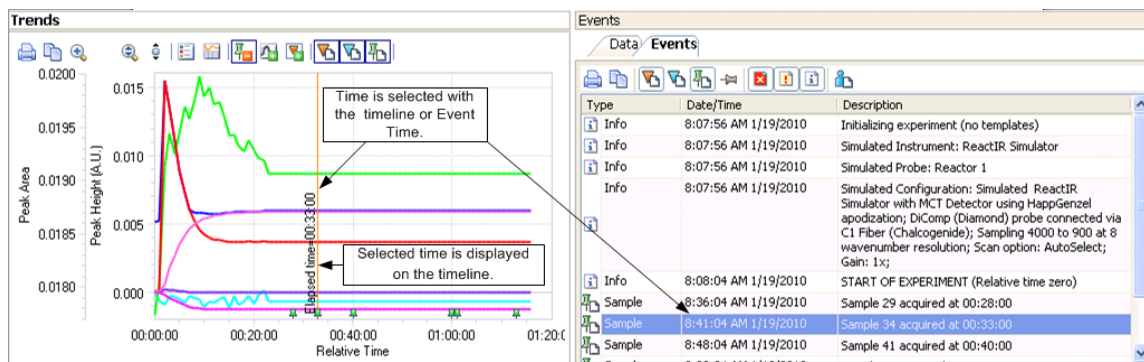 Trends
0.0200
0.0195
0.0190
0.0185
0.0180
Peak Area
0.015
0.010
0.005
0.000
Peak Height (A.U.)
Time is selected with
the timeline or Event
Time.
Selected time is displayed
on the timeline.
Elapsed time=00:33:00
00:00:00
00:20:00
00:40:00
01:00:00
01:20:00
Relative Time
Events
Data
Events
Type Date/Time Description
Info 8:07:56 AM 1/19/2010 Initializing experiment (no templates)
Info 8:07:56 AM 1/19/2010 Simulated Instrument: ReactIR Simulator
Info 8:07:56 AM 1/19/2010 Simulated Probe: Reactor 1
Info 8:07:56 AM 1/19/2010 Simulated Configuration: Simulated ReactIR
Simulator with MCT Detector using HappGenzel
apodization; DiComp (Diamond) probe connected via
C1 Fiber (Chalcogenide); Sampling 4000 to 900 at 8
wavenumber resolution; Scan option: AutoSelect;
Gain: 1x;
Info 8:08:04 AM 1/19/2010 START OF EXPERIMENT (Relative time zero)
Sample 8:36:04 AM 1/19/2010 Sample 29 acquired at 00:28:00
Sample 8:41:04 AM 1/19/2010 Sample 34 acquired at 00:33:00
Sample 8:48:04 AM 1/19/2010 Sample 41 acquired at 00:40:00